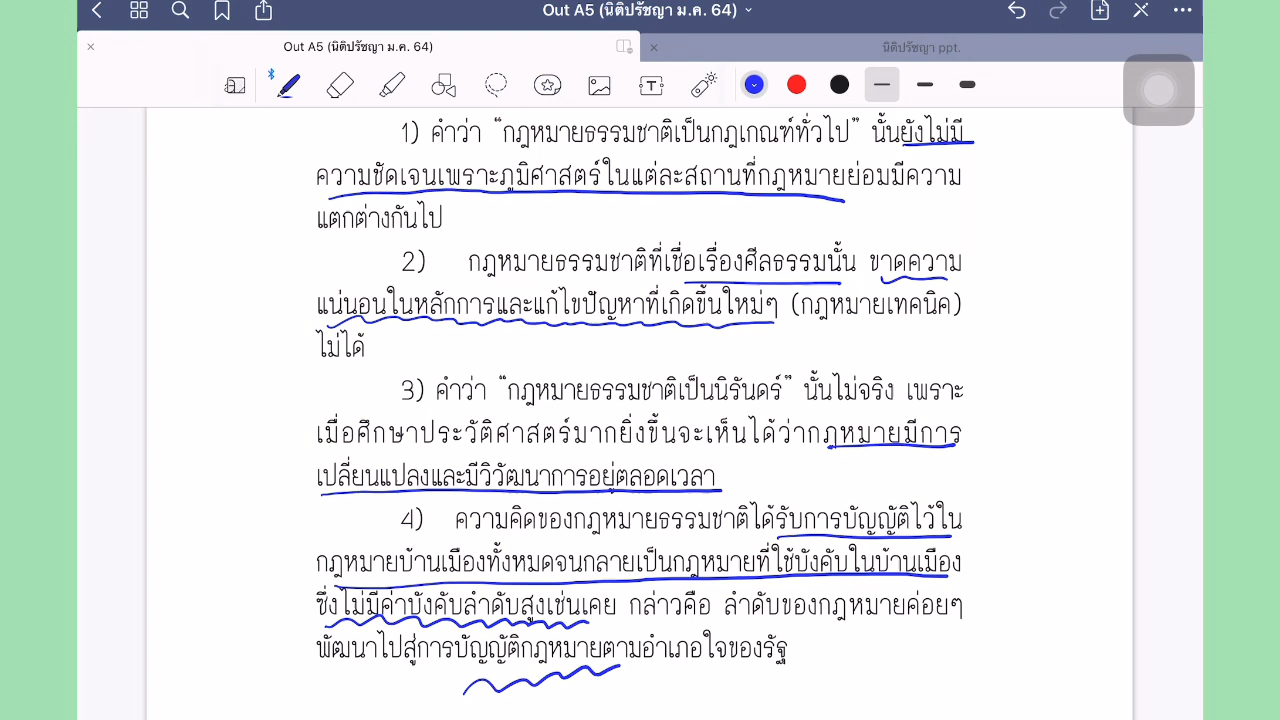 Out A5 (นิติปรัชญา ม.ค. 64)
Out A5 (นิติปรัชญา ม.ค. 64)
นิติปรัชญา ppt.
1) คำว่า “กฎหมายธรรมชาติเป็นกฎเกณฑ์ทั่วไป” นั้นยังไม่มี
ความชัดเจนเพราะภูมิศาสตร์ในแต่ละสถานที่กฎหมายย่อมมีความ
แตกต่างกันไป
2) กฎหมายธรรมชาติที่เชื่อเรื่องศีลธรรมนั้น ขาดความ
แน่นอนในหลักการและแก้ไขปัญหาที่เกิดขึ้นใหม่ๆ (กฎหมายเทคนิค)
ไม่ได้
3) คำว่า “กฎหมายธรรมชาติเป็นนิรันดร์” นั้นไม่จริง เพราะ
เมื่อศึกษาประวัติศาสตร์มากยิ่งขึ้นจะเห็นได้ว่ากฎหมายมีการ
เปลี่ยนแปลงและมีวิวัฒนาการอยู่ตลอดเวลา
4) ความคิดของกฎหมายธรรมชาติได้รับการบัญญัติไว้ใน
กฎหมายบ้านเมืองทั้งหมดจนกลายเป็นกฎหมายที่ใช้บังคับในบ้านเมือง
ซึ่งไม่มีค่าบังคับลำดับสูงเช่นเคย กล่าวคือ ลำดับของกฎหมายค่อยๆ
พัฒนาไปสู่การบัญญัติกฎหมายตามอำเภอใจของรัฐ